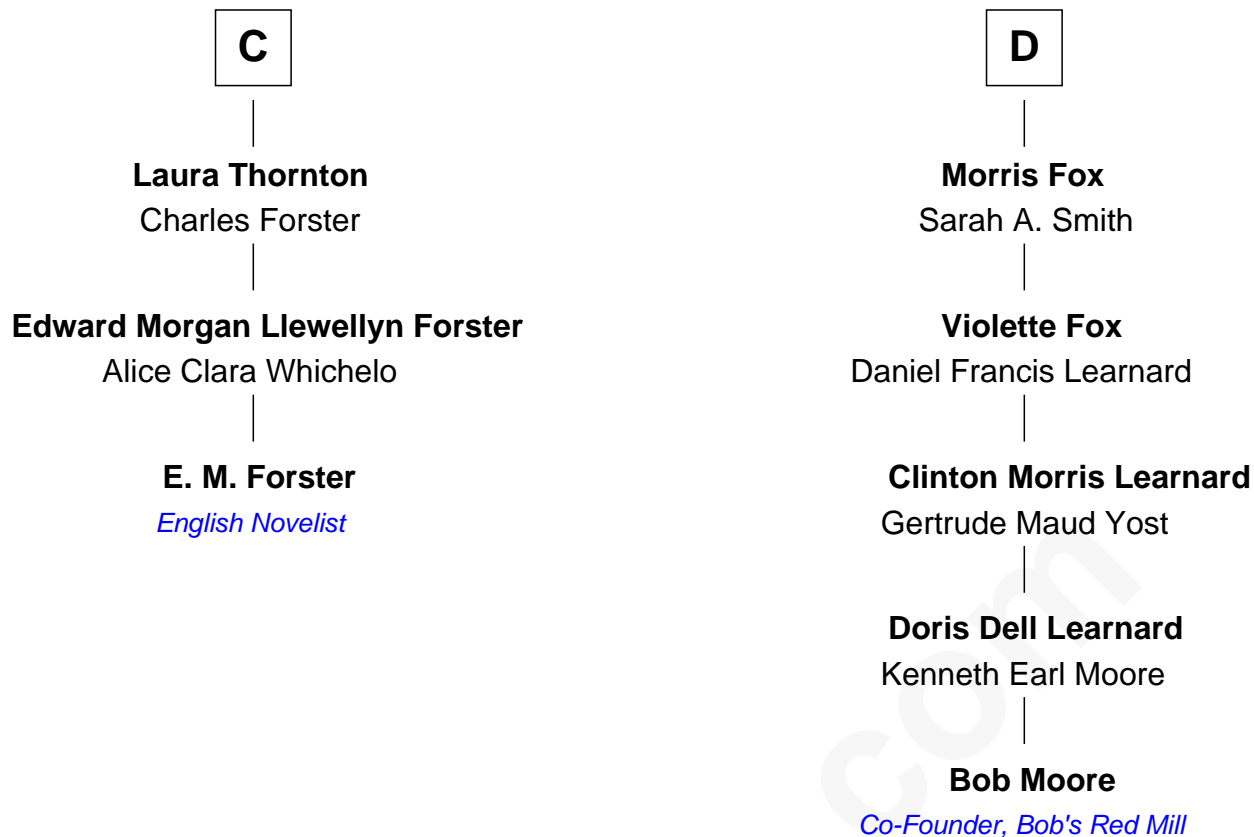 C
Laura Thornton
Charles Forster
Edward Morgan Llewellyn Forster
Alice Clara Whichelo
E. M. Forster
English Novelist
D
Morris Fox
Sarah A. Smith
Violette Fox
Daniel Francis Learnard
Clinton Morris Learnard
Gertrude Maud Yost
Doris Dell Learnard
Kenneth Earl Moore
Bob Moore
Co-Founder, Bob's Red Mill
com